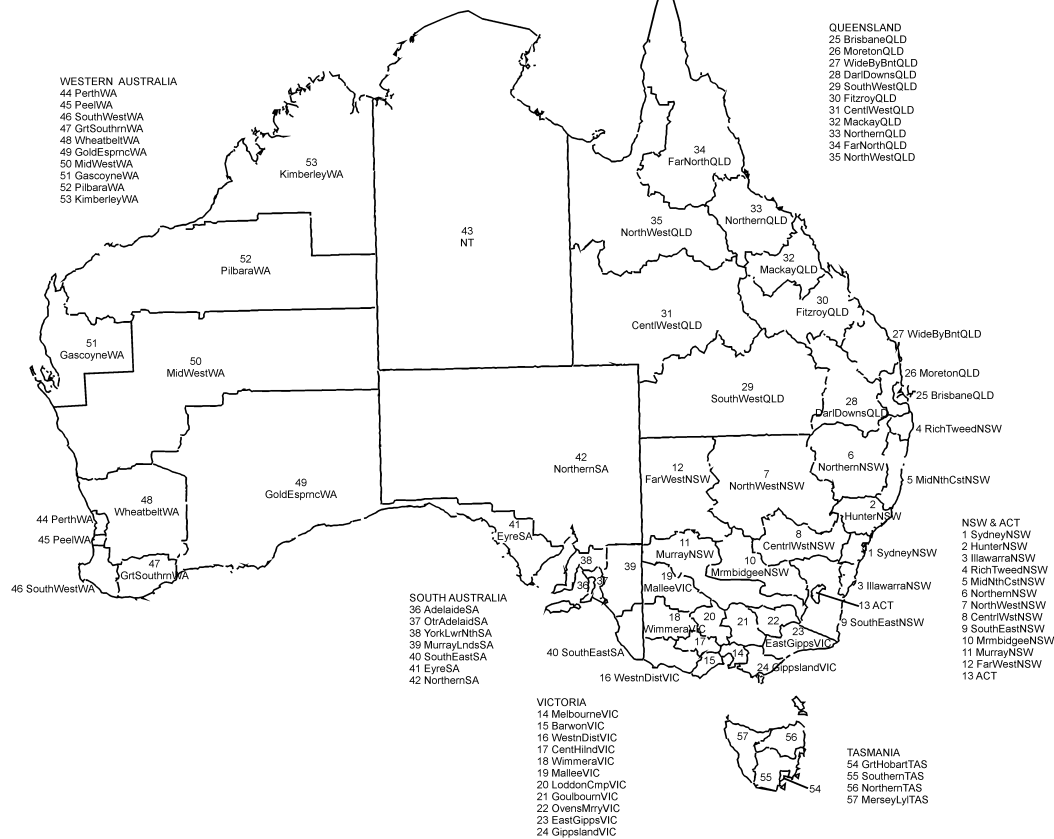 QUEENSLAND
25 BrisbaneQLD
26 MoretonQLD
27 WideByBntQLD
28 DarlDownsQLD
29 SouthWestQLD
30 FitzroyQLD
31 CentlWestQLD
32 MackayQLD
33 NorthernQLD
34 FarNorthQLD
35 NorthWestQLD
WESTERN AUSTRALIA
44 PerthWA
45 PeelWA
46 SouthWestWA
47 GrtSouthrnWA
48 WheatbeltWA
49 GoldEsprncWA
50 MidWestWA
51 GascoyneWA
52 PilbaraWA
53 KimberleyWA
34
FarNorthQLD
53
KimberleyWA
33
NorthernQLD
35
NorthWestQLD
43
NT
52
PilbaraWA
32
MackayQLD
30
FitzroyQLD
31
CentlWestQLD
27 WideByBntQLD
51
GascoyneWA
50
MidWestWA
26 MoretonQLD
29
SouthWestQLD
25 BrisbaneQLD
28
DarlDownsQLD
4 RichTweedNSW
42
NorthernSA
6
NorthernNSW
12
FarWestNSW
7
NorthWestNSW
5 MidNthCstNSW
49
GoldEsprncWA
48
WheatbeltWA
2
HunterNSW
44 PerthWA
45 PeelWA
41
EyreSA
8
CentrlWstNSW
11
MurrayNSW
1 SydneyNSW
10
MrmbidgeeNSW
38
39
36
37
47
GrtSouthrnWA
46 SouthWestWA
19
MalleeVIC
3 IllawarraNSW
13 ACT
9 SouthEastNSW
18
WimmeraVIC
20
21
22
23
EastGippsVIC
17
40 SouthEastSA
15
14
24 GippslandVIC
16 WestnDistVIC
NSW & ACT
1 SydneyNSW
2 HunterNSW
3 IllawarraNSW
4 RichTweedNSW
5 MidNthCstNSW
6 NorthernNSW
7 NorthWestNSW
8 CentrlWstNSW
9 SouthEastNSW
10 MrmbidgeeNSW
11 MurrayNSW
12 FarWestNSW
13 ACT
SOUTH AUSTRALIA
36 AdelaideSA
37 OtrAdelaidSA
38 YorkLwrNthSA
39 MurrayLndsSA
40 SouthEastSA
41 EyreSA
42 NorthernSA
VICTORIA
14 MelbourneVIC
15 BarwonVIC
16 WestnDistVIC
17 CentHilndVIC
18 WimmeraVIC
19 MalleeVIC
20 LoddonCmpVIC
21 GoulbournVIC
22 OvensMrryVIC
23 EastGippsVIC
24 GippslandVIC
57
56
55
54
TASMANIA
54 GrtHobartTAS
55 SouthernTAS
56 NorthernTAS
57 MerseyLylTAS